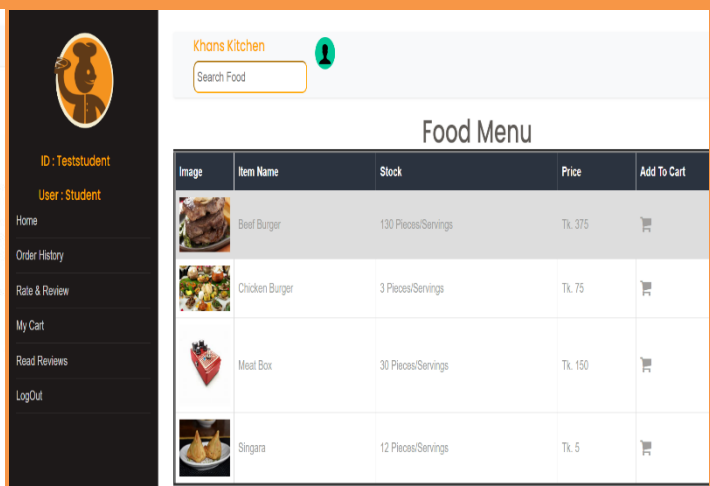 ID : Teststudent
User : Student
Home
Order History
Rate & Review
My Cart
Read Reviews
LogOut
Khans Kitchen
Search Food
Food Menu
Image Item Name Stock Price Add To Cart
Beef Burger 130 Pieces/Servings Tk. 375
Chicken Burger 3 Pieces/Servings Tk. 75
Meat Box 30 Pieces/Servings Tk. 150
Singara 12 Pieces/Servings Tk. 5